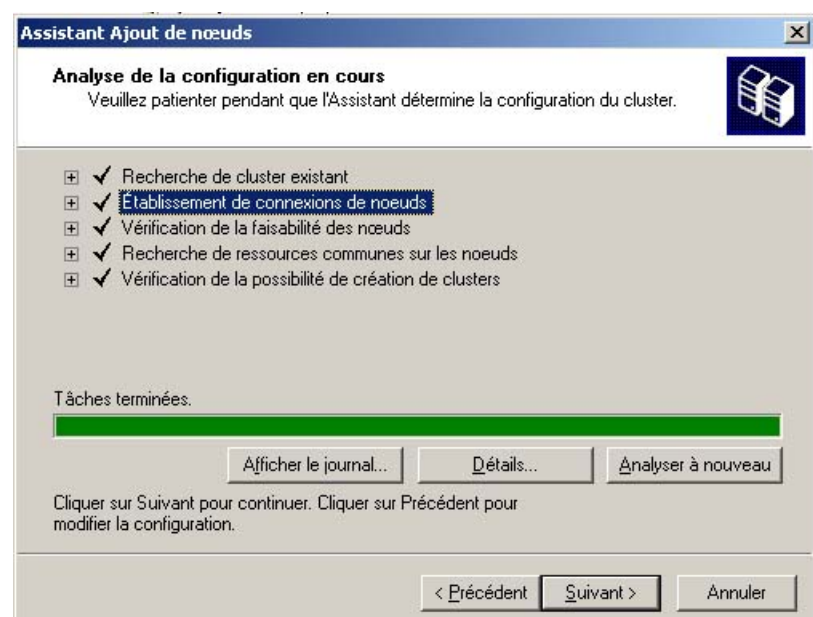 Assistant Ajout de nœuds
Analyse de la configuration en cours
Veuillez patienter pendant que l'Assistant détermine la configuration du cluster.
Recherche de cluster existant
Établissement de connexions de noeuds
Vérification de la faisabilité des nœuds
Recherche de ressources communes sur les noeuds
Vérification de la possibilité de création de clusters
Tâches terminées.
Afficher le journal... Détails... Analyser à nouveau
Cliquer sur Suivant pour continuer. Cliquer sur Précédent pour
modifier la configuration.
< Précédent Suivant > Annuler